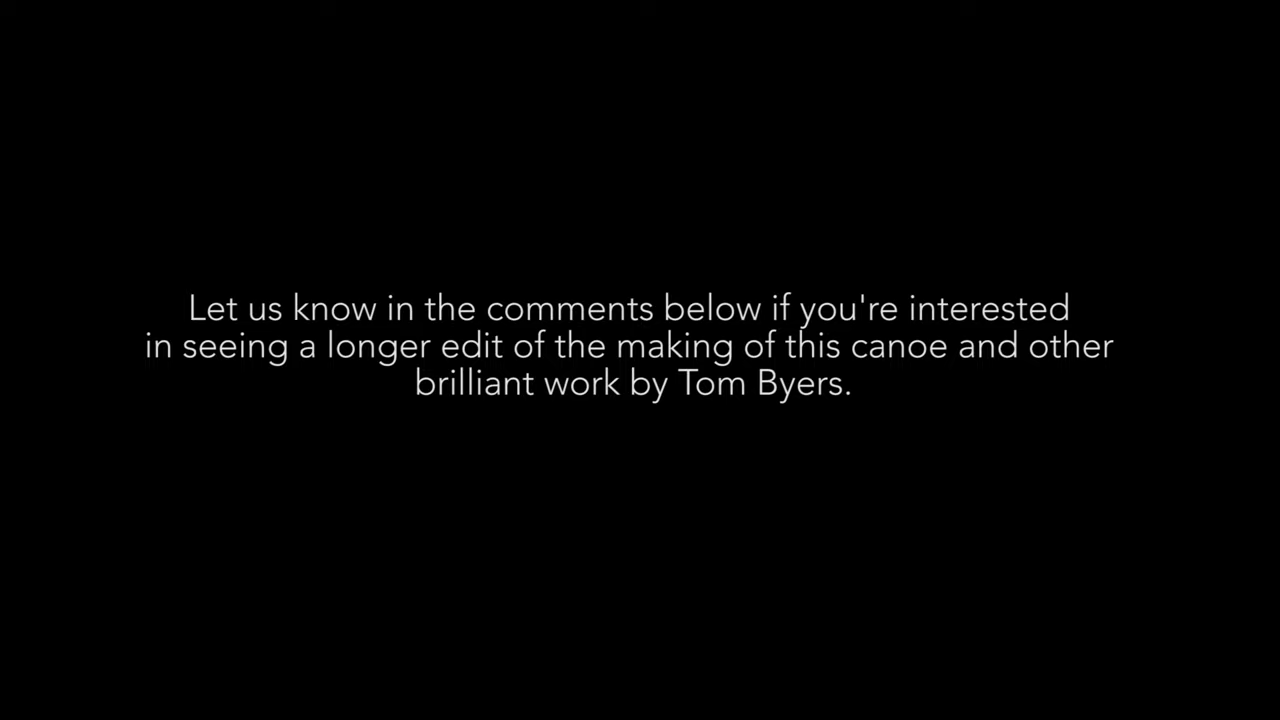 Let us know in the comments below if you're interested
in seeing a longer edit of the making of this canoe and other
brilliant work by Tom Byers.